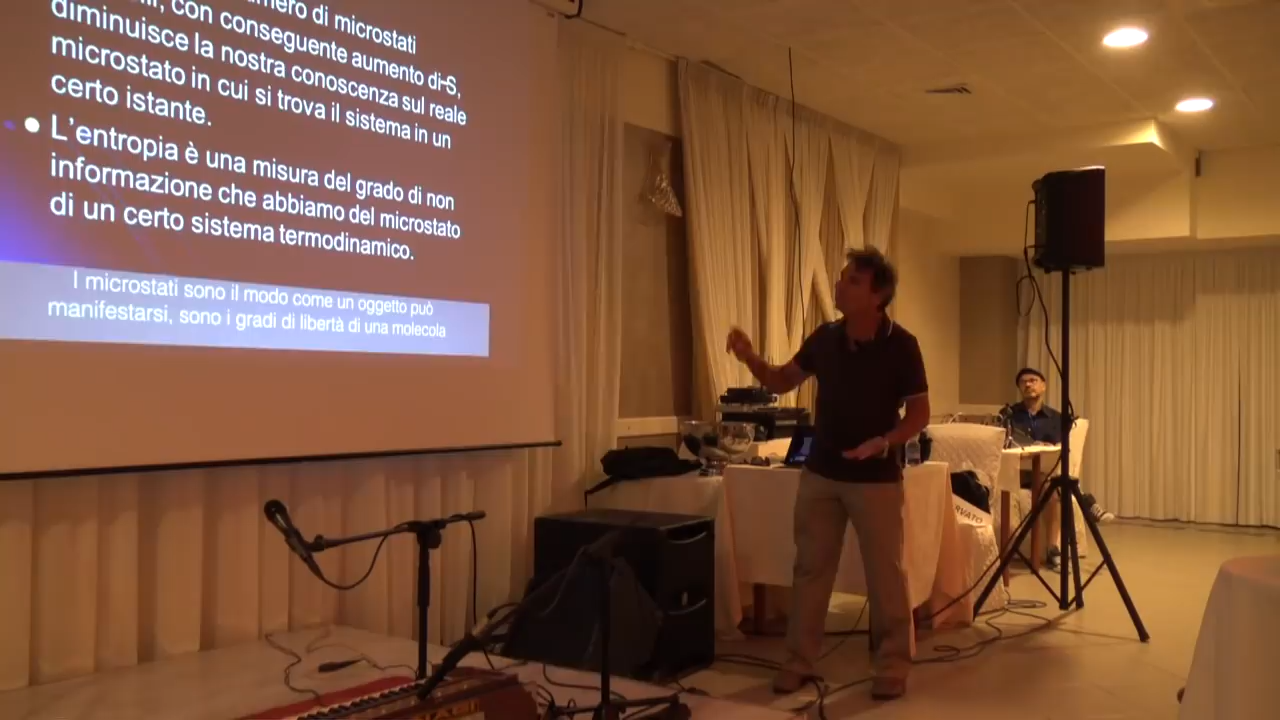 numero di microstati
con conseguente aumento di S,
diminuisce la nostra conoscenza sul reale
microstato in cui si trova il sistema in un
certo istante.
L'entropia è una misura del grado di non
informazione che abbiamo del microstato
di un certo sistema termodinamico.
I microstati sono il modo come un oggetto può
manifestarsi, sono i gradi di libertà di una molecola